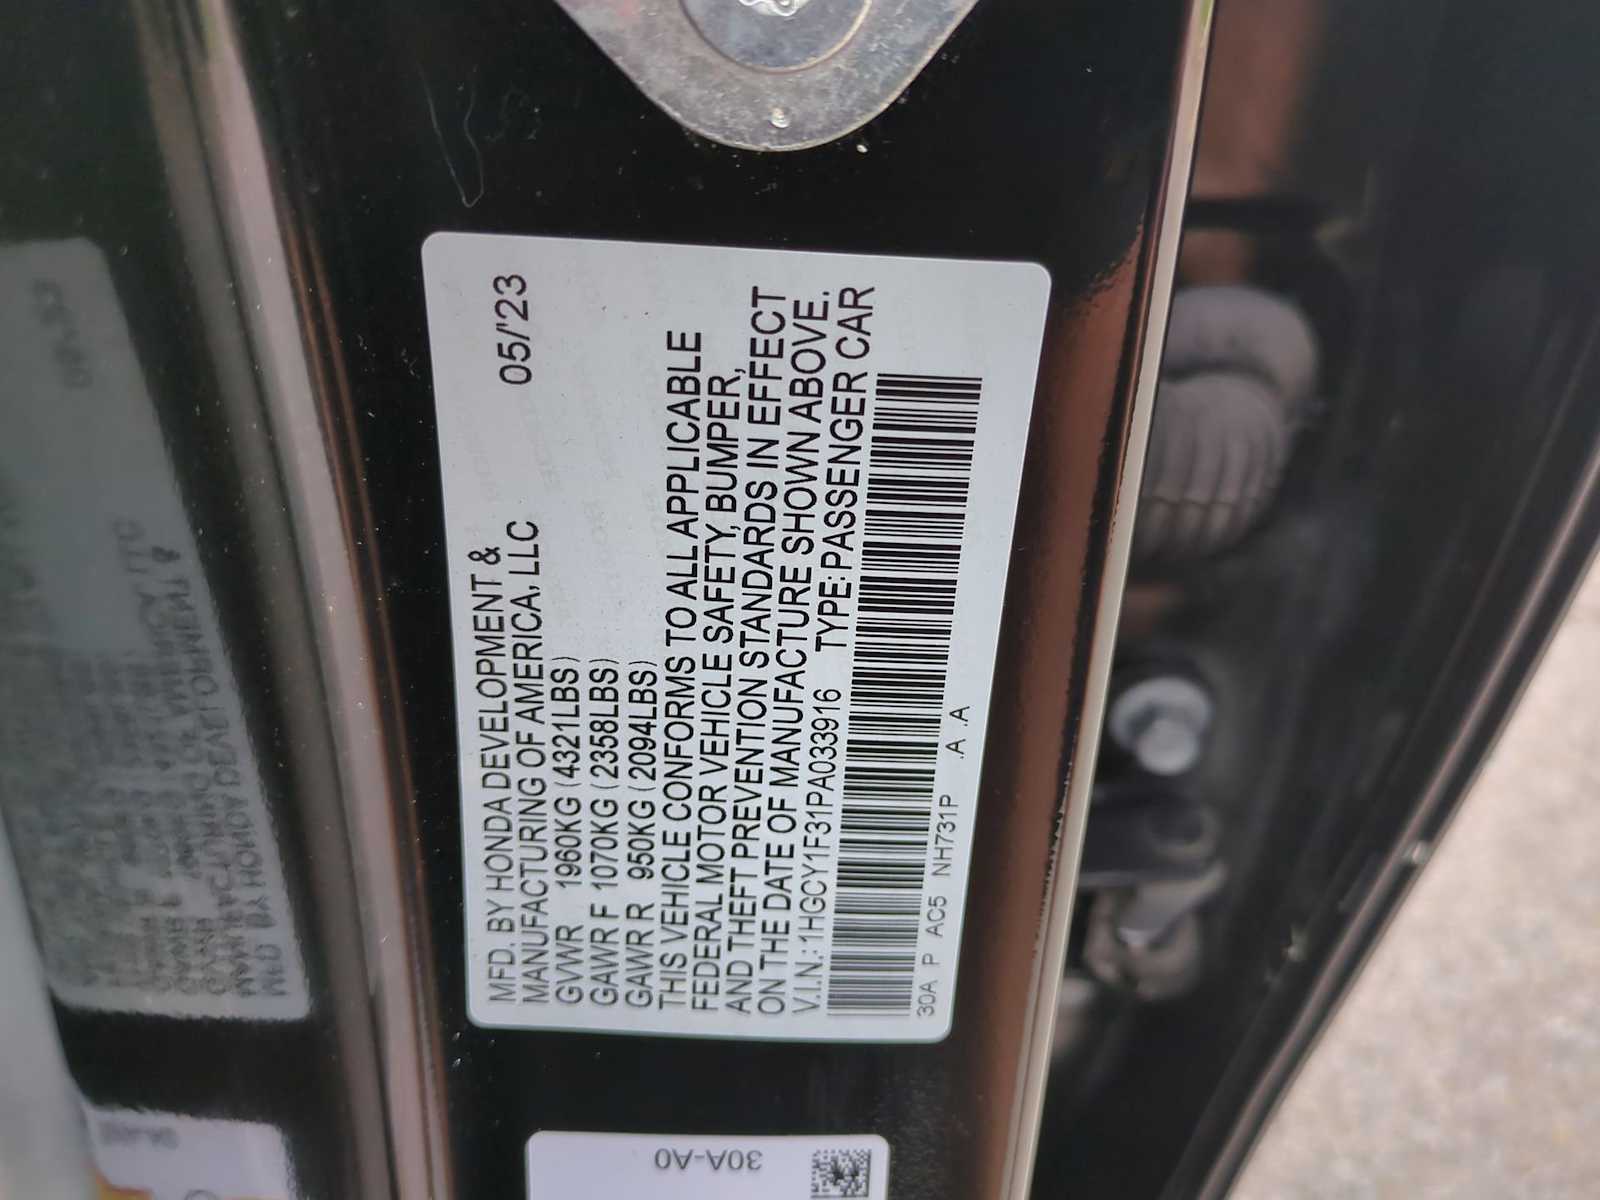 MFD. BY HONDA DEVELOPMENT &
MANUFACTURING OF AMERICA, LLC 05/'23
GVWR 1960KG (4321LBS)
GAWR F 1070KG (2358LBS)
GAWR R 950KG (2094LBS)
THIS VEHICLE CONFORMS TO ALL APPLICABLE
FEDERAL MOTOR VEHICLE SAFETY, BUMPER,
AND THEFT PREVENTION STANDARDS IN EFFECT
ON THE DATE OF MANUFACTURE SHOWN ABOVE.
V.I.N.: 1HGCY1F31PA033916 TYPE: PASSENGER CAR
30A P AC5 NH731P .A .A
30A-A0